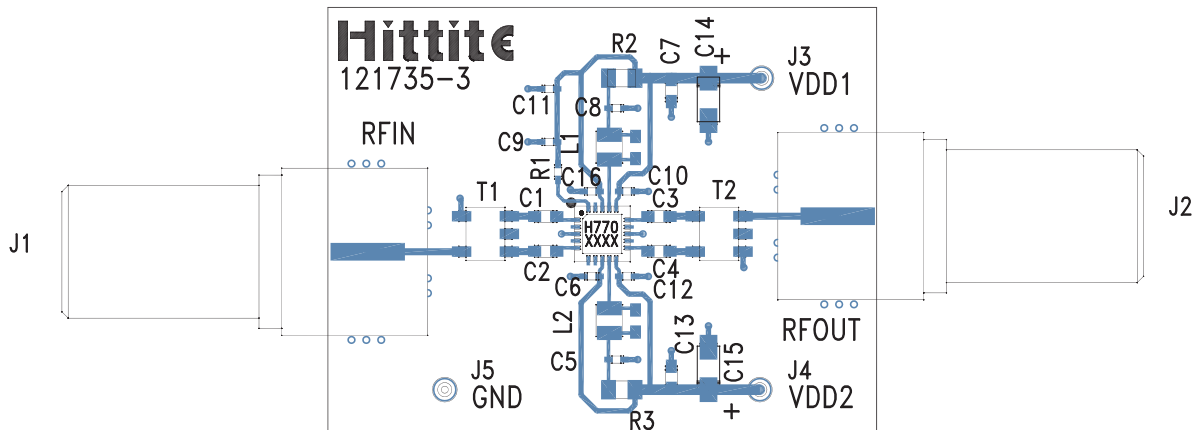 Hittite
121735-3
R2
C7
C14
+
J3
VDD1
C11
C8
RFIN
C9
L1
R1
C16
C10
T1
C1
C3
T2
J1
J2
H770
XXXX
C2
C4
C6
C12
L2
C13
RFOUT
C5
C15
J5
GND
J4
VDD2
+
R3